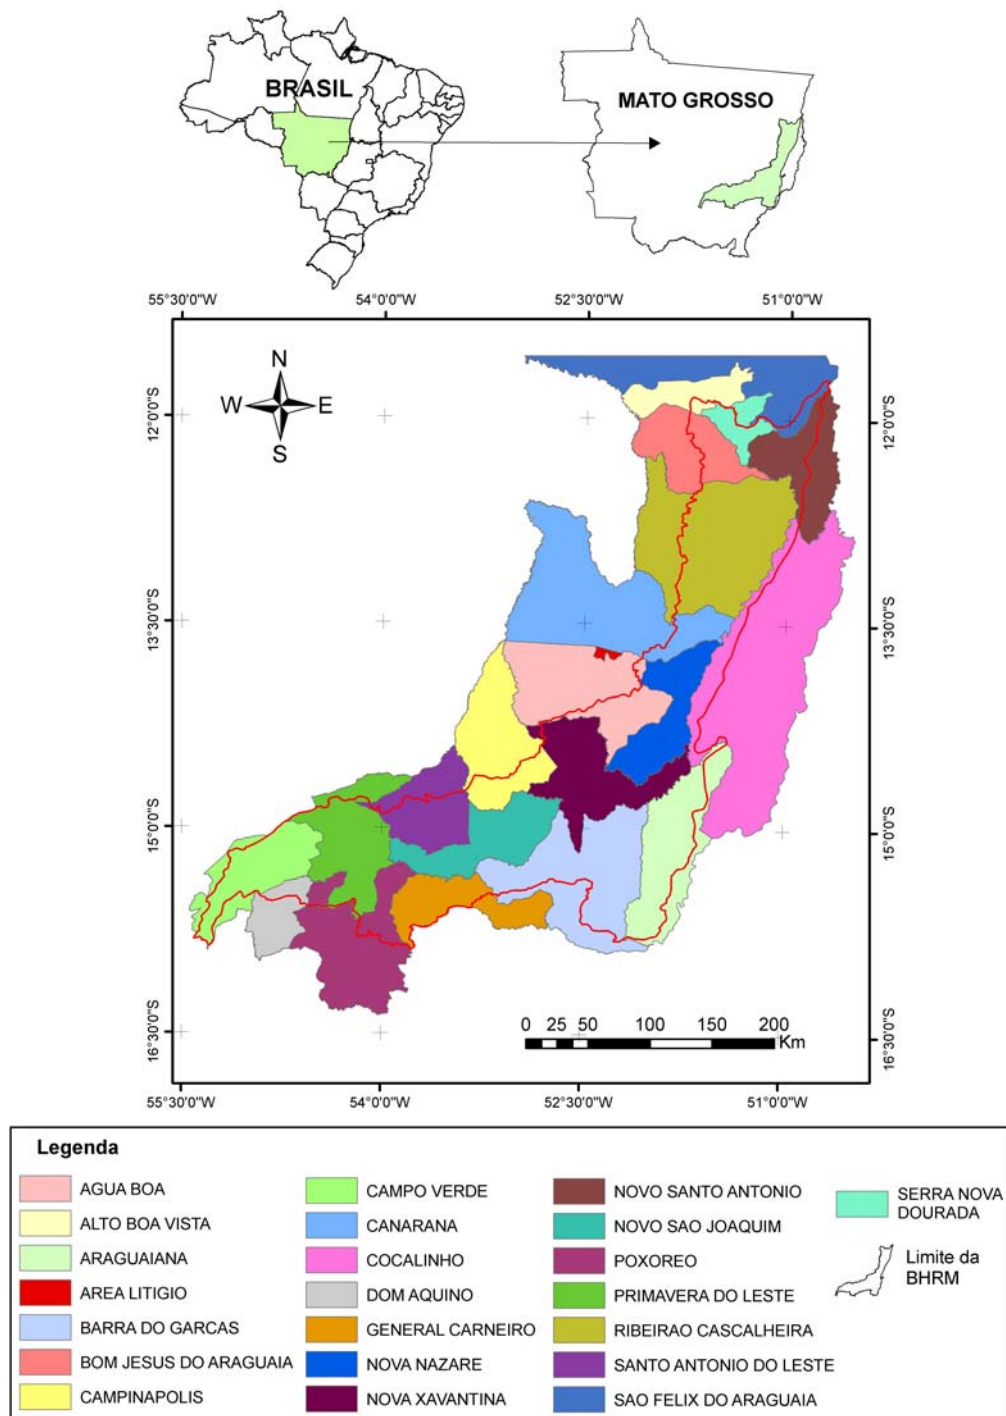 BRASIL
MATO GROSSO
55°30'0"W 54°0'0"W 52°30'0"W 51°0'0"W
N
W E
S
12°0'0"S 12°0'0"S
13°30'0"S 13°30'0"S
15°0'0"S 15°0'0"S
16°30'0"S 16°30'0"S
0 25 50 100 150 200
Km
55°30'0"W 54°0'0"W 52°30'0"W 51°0'0"W
Legenda
AGUA BOA
ALTO BOA VISTA
ARAGUAIANA
AREA LITIGIO
BARRA DO GARCAS
BOM JESUS DO ARAGUAIA
CAMPINAPOLIS
CAMPO VERDE
CANARANA
COCALINHO
DOM AQUINO
GENERAL CARNEIRO
NOVA NAZARE
NOVA XAVANTINA
NOVO SANTO ANTONIO
NOVO SAO JOAQUIM
POXOREO
PRIMAVERA DO LESTE
RIBEIRAO CASCALHEIRA
SANTO ANTONIO DO LESTE
SAO FELIX DO ARAGUAIA
SERRA NOVA
DOURADA
Limite da
BHRM